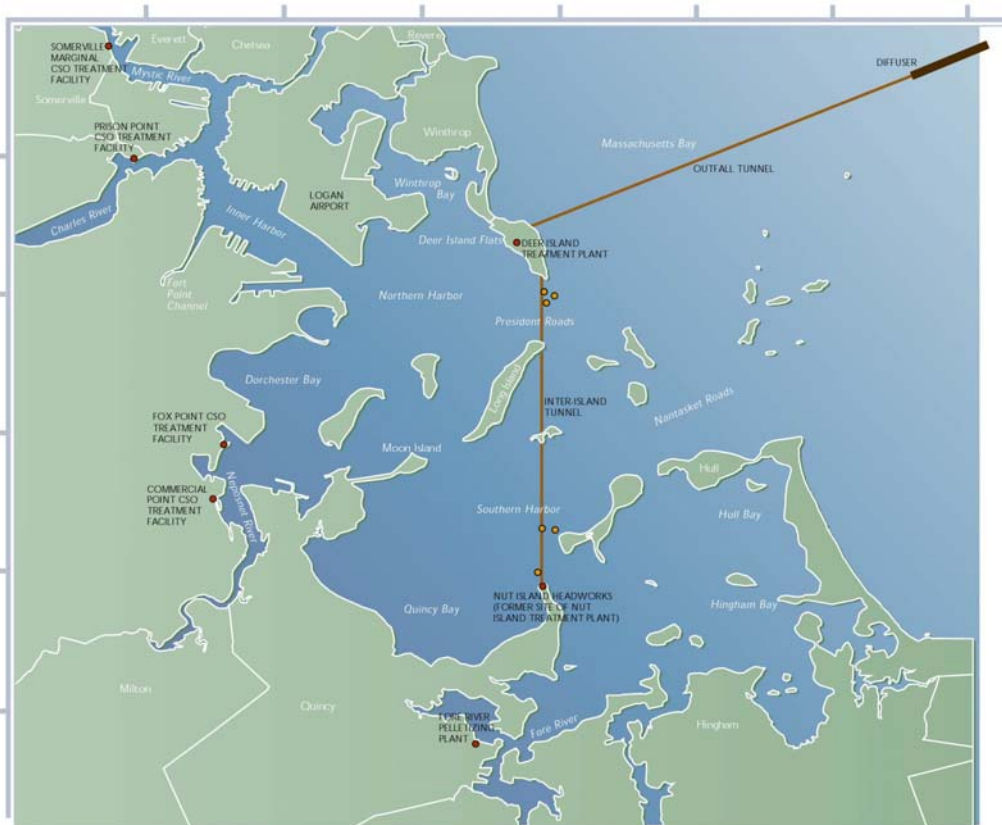 Everett
Chelsea
Revere
SOMERVILLE
MARGINAL
CSO TREATMENT
FACILITY
Mystic River
Somerville
DIFFUSER
PRISON POINT
CSO TREATMENT
FACILITY
Winthrop
Massachusetts Bay
OUTFALL TUNNEL
LOGAN
AIRPORT
Winthrop
Bay
Charles River
Inner Harbor
Deer Island Flats
DEER ISLAND
TREATMENT PLANT
Fort
Point
Channel
Northern Harbor
President Roads
Dorchester Bay
Long Island
INTER-ISLAND
TUNNEL
Nantasket Roads
FOX POINT CSO
TREATMENT
FACILITY
Moon Island
Hull
COMMERCIAL
POINT CSO
TREATMENT
FACILITY
Neponset River
Southern Harbor
Hull Bay
NUT ISLAND HEADWORKS
(FORMER SITE OF NUT
ISLAND TREATMENT PLANT)
Quincy Bay
Hingham Bay
Milton
Quincy
FORE RIVER
PELLETIZING
PLANT
Fore River
Hingham